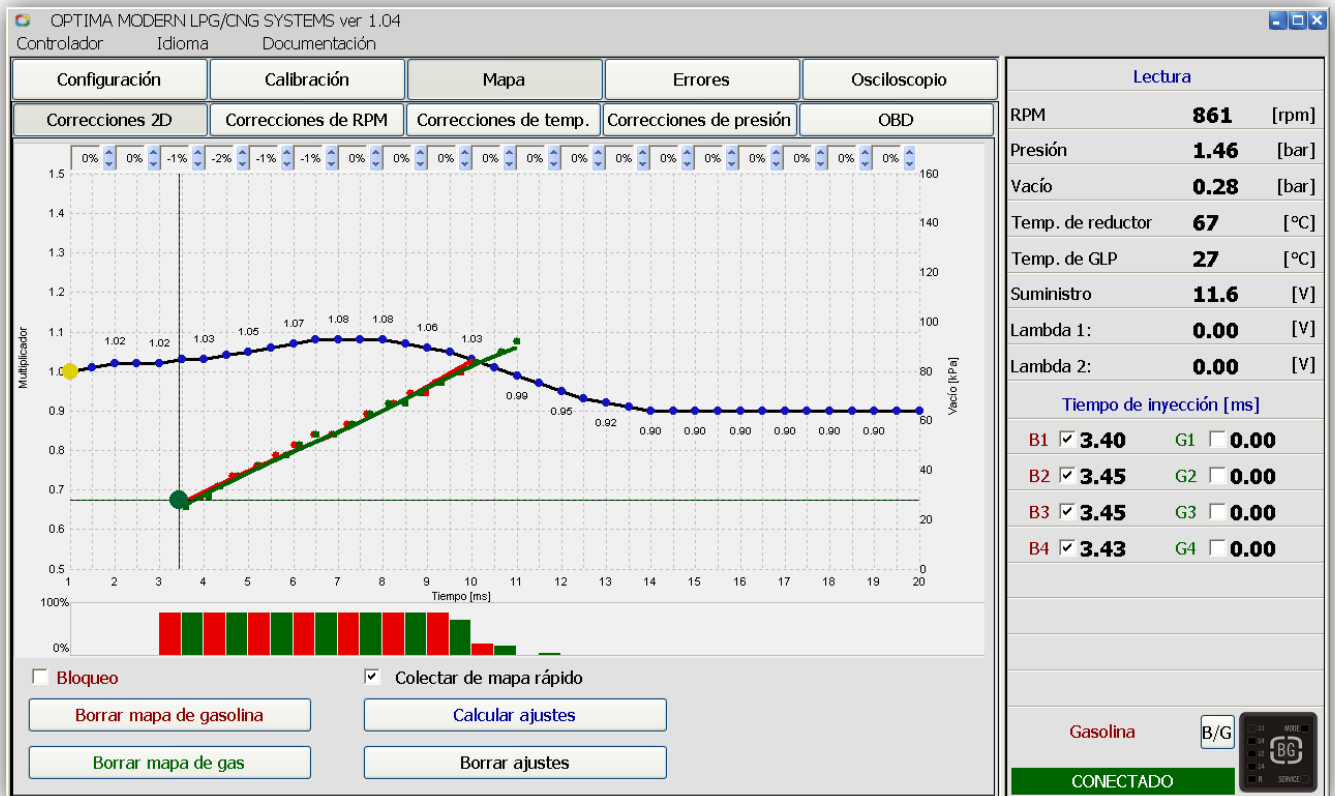 OPTIMA MODERN LPG/CNG SYSTEMS ver 1.04
Controlador Idioma Documentación
Configuración Calibración Mapa Errores Osciloscopio
Correcciones 2D Correcciones de RPM Correcciones de temp. Correcciones de presión OBD
0% 0% -1% -2% -1% -1% 0% 0% 0% 0% 0% 0% 0% 0% 0% 0% 0% 0% 0%
1.5 160
1.4 140
1.3 120
1.2
1.1 100
1.0 80
0.9 60
0.8 40
0.7
0.6 20
0.5 0
Multiplicador
Vacío [kPa]
1.02 1.02 1.03 1.05 1.07 1.08 1.08 1.06 1.03 0.99 0.95 0.92 0.90 0.90 0.90 0.90 0.90 0.90
1 2 3 4 5 6 7 8 9 10 11 12 13 14 15 16 17 18 19 20
Tiempo [ms]
100%
0%
Bloqueo Colectar de mapa rápido
Borrar mapa de gasolina Calcular ajustes
Borrar mapa de gas Borrar ajustes
Lectura
RPM 861 [rpm]
Presión 1.46 [bar]
Vacío 0.28 [bar]
Temp. de reductor 67 [°C]
Temp. de GLP 27 [°C]
Suministro 11.6 [V]
Lambda 1: 0.00 [V]
Lambda 2: 0.00 [V]
Tiempo de inyección [ms]
B1 3.40 G1 0.00
B2 3.45 G2 0.00
B3 3.45 G3 0.00
B4 3.43 G4 0.00
Gasolina B/G
1/1 MODE
3/4
1/2 BG
1/4
R SERVICE
CONECTADO